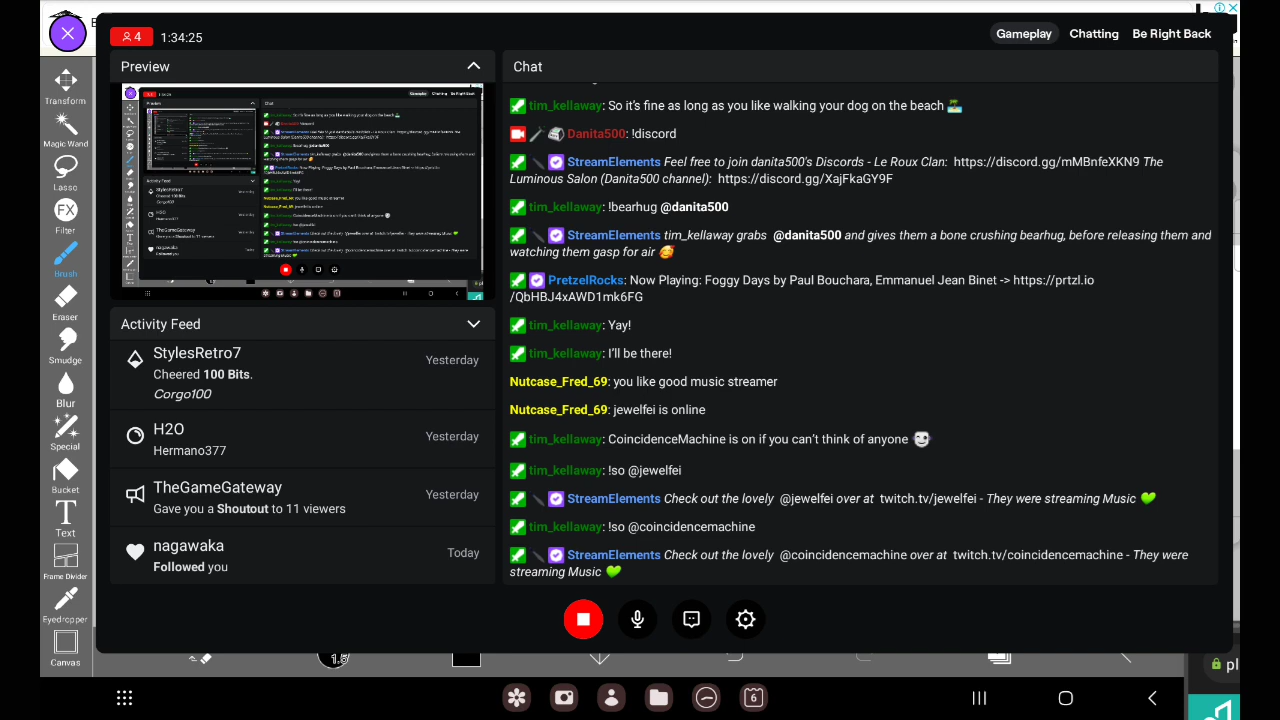 4 1:34:25
Gameplay Chatting Be Right Back
Preview
Activity Feed
StylesRetro7
Cheered 100 Bits.
Corgo100
Yesterday
H2O
Hermano377
Yesterday
TheGameGateway
Gave you a Shoutout to 11 viewers
Yesterday
nagawaka
Followed you
Today
Chat
tim_kellaway: So it's fine as long as you like walking your dog on the beach
Danita500: !discord
StreamElements Feel free to join danita500's Discords - Le Roux Clan: https://discord.gg/mMBnfeXKN9 The
Luminous Salon (Danita500 channel): https://discord.gg/XajFkaGY9F
tim_kellaway: !bearhug @danita500
StreamElements tim_kellaway grabs @danita500 and gives them a bone crushing bearhug, before releasing them and
watching them gasp for air
PretzelRocks: Now Playing: Foggy Days by Paul Bouchara, Emmanuel Jean Binet -> https://prtzl.io
/QbHBJ4xAWD1mk6FG
tim_kellaway: Yay!
tim_kellaway: I'll be there!
Nutcase_Fred_69: you like good music streamer
Nutcase_Fred_69: jewelfei is online
tim_kellaway: CoincidenceMachine is on if you can't think of anyone
tim_kellaway: !so @jewelfei
StreamElements Check out the lovely @jewelfei over at twitch.tv/jewelfei - They were streaming Music
tim_kellaway: !so @coincidencemachine
StreamElements Check out the lovely @coincidencemachine over at twitch.tv/coincidencemachine - They were
streaming Music
Transform
Magic Wand
Lasso
FX
Filter
Brush
Eraser
Smudge
Blur
Special
Bucket
T
Text
Frame Divider
Eyedropper
Canvas
1.8
6
pl